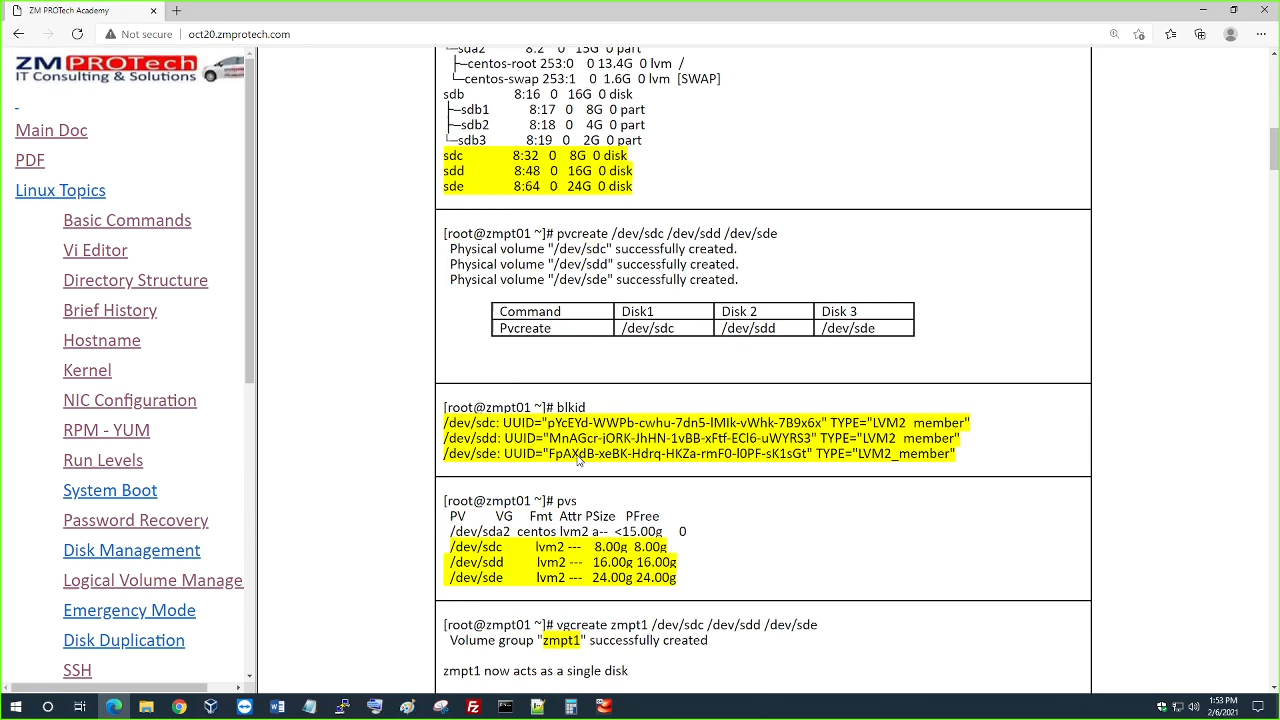 ZM PROTech Academy
Not secure
oct20.zmprotech.com
ZM PROTech
IT Consulting & Solutions
Main Doc
PDF
Linux Topics
Basic Commands
Vi Editor
Directory Structure
Brief History
Hostname
Kernel
NIC Configuration
RPM - YUM
Run Levels
System Boot
Password Recovery
Disk Management
Logical Volume Manage
Emergency Mode
Disk Duplication
SSH
└─sda2 8:2 0 15G 0 part
├─centos-root 253:0 0 13.4G 0 lvm /
└─centos-swap 253:1 0 1.6G 0 lvm [SWAP]
sdb 8:16 0 16G 0 disk
├─sdb1 8:17 0 8G 0 part
├─sdb2 8:18 0 4G 0 part
└─sdb3 8:19 0 2G 0 part
sdc 8:32 0 8G 0 disk
sdd 8:48 0 16G 0 disk
sde 8:64 0 24G 0 disk
[root@zmpt01 ~]# pvcreate /dev/sdc /dev/sdd /dev/sde
Physical volume "/dev/sdc" successfully created.
Physical volume "/dev/sdd" successfully created.
Physical volume "/dev/sde" successfully created.
Command Disk1 Disk 2 Disk 3
Pvcreate /dev/sdc /dev/sdd /dev/sde
[root@zmpt01 ~]# blkid
/dev/sdc: UUID="pYcEYd-WWPb-cwhu-7dn5-lMIk-vWhk-7B9x6x" TYPE="LVM2_member"
/dev/sdd: UUID="MnAGcr-jORK-JhHN-1vBB-xFtf-ECl6-uWYRS3" TYPE="LVM2_member"
/dev/sde: UUID="FpAXdB-xeBK-Hdrq-HKZa-rmF0-l0PF-sK1sGt" TYPE="LVM2_member"
[root@zmpt01 ~]# pvs
PV VG Fmt Attr PSize PFree
/dev/sda2 centos lvm2 a-- <15.00g 0
/dev/sdc lvm2 --- 8.00g 8.00g
/dev/sdd lvm2 --- 16.00g 16.00g
/dev/sde lvm2 --- 24.00g 24.00g
[root@zmpt01 ~]# vgcreate zmpt1 /dev/sdc /dev/sdd /dev/sde
Volume group "zmpt1" successfully created
zmpt1 now acts as a single disk
1:53 PM
2/6/2021